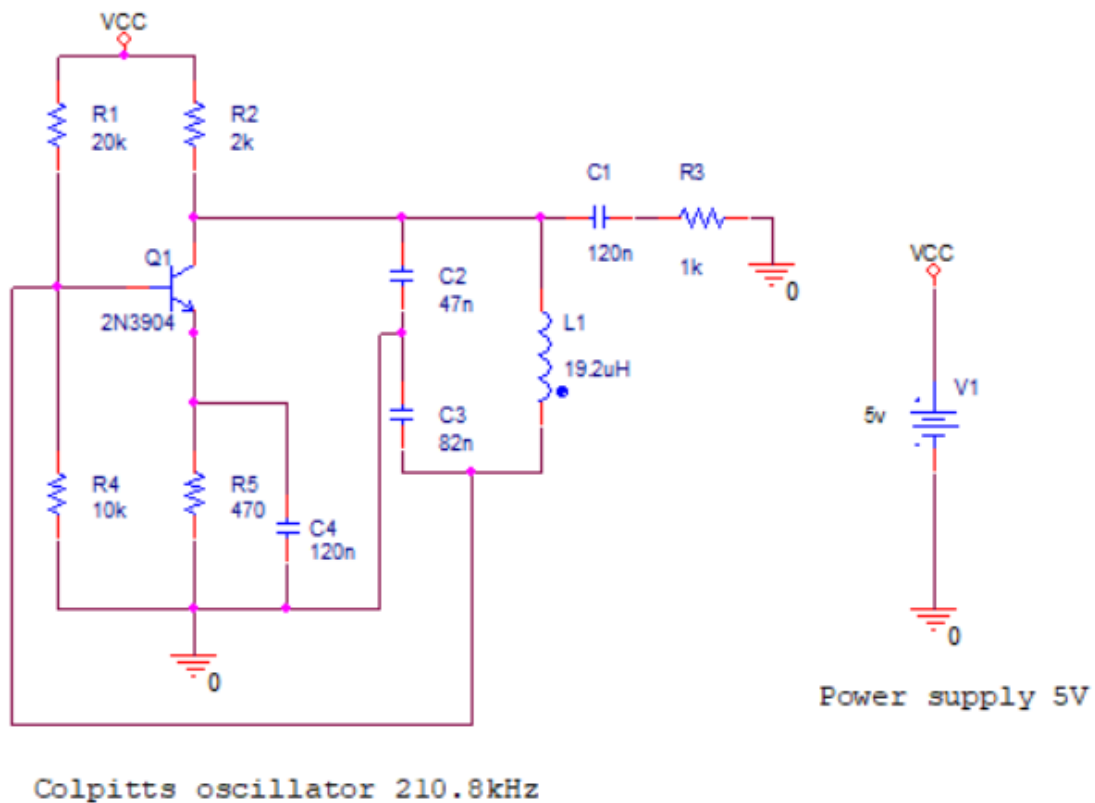 VCC
R1
20k
R2
2k
C1
120n
R3
1k
0
Q1
2N3904
C2
47n
L1
19.2uH
C3
82n
R4
10k
R5
470
C4
120n
0
VCC
V1
5v
0
Power supply 5V
Colpitts oscillator 210.8kHz